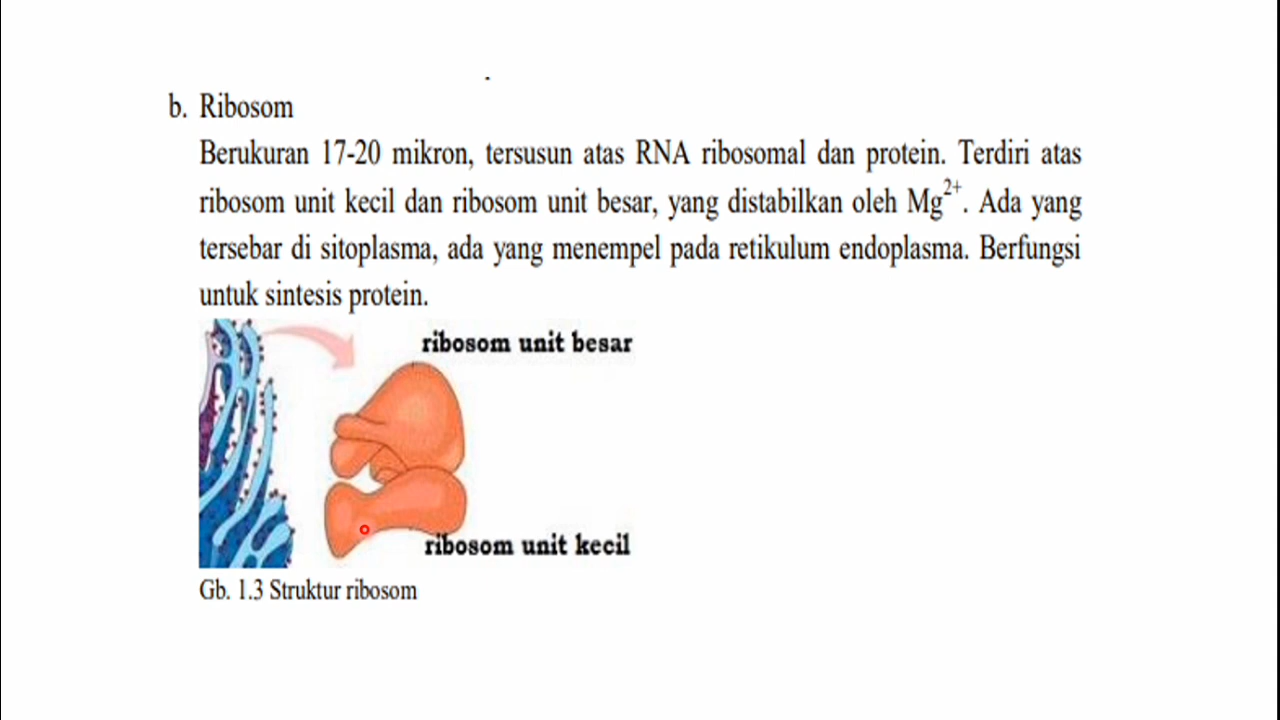 b. Ribosom
Berukuran 17-20 mikron, tersusun atas RNA ribosomal dan protein. Terdiri atas
ribosom unit kecil dan ribosom unit besar, yang distabilkan oleh Mg²⁺. Ada yang
tersebar di sitoplasma, ada yang menempel pada retikulum endoplasma. Berfungsi
untuk sintesis protein.
ribosom unit besar
ribosom unit kecil
Gb. 1.3 Struktur ribosom